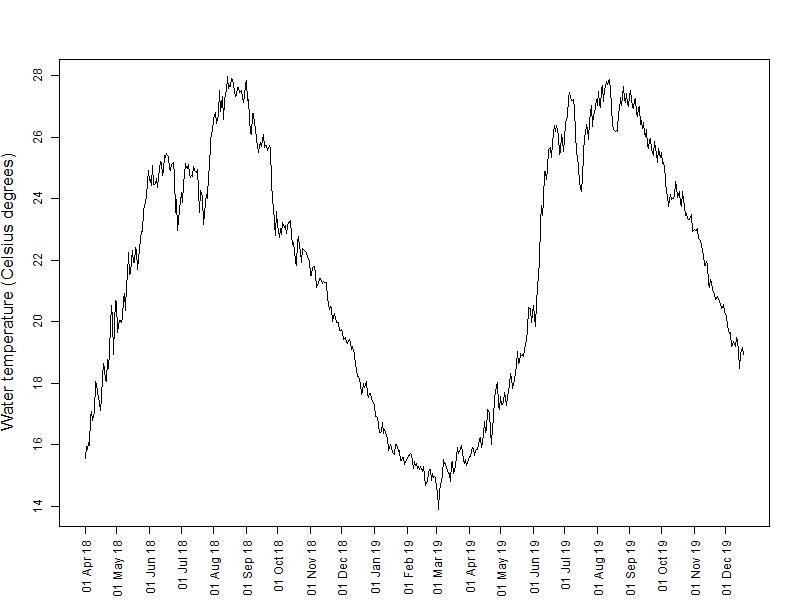 Water temperature (Celsius degrees)
28
26
24
22
20
18
16
14
01 Apr 18
01 May 18
01 Jun 18
01 Jul 18
01 Aug 18
01 Sep 18
01 Oct 18
01 Nov 18
01 Dec 18
01 Jan 19
01 Feb 19
01 Mar 19
01 Apr 19
01 May 19
01 Jun 19
01 Jul 19
01 Aug 19
01 Sep 19
01 Oct 19
01 Nov 19
01 Dec 19